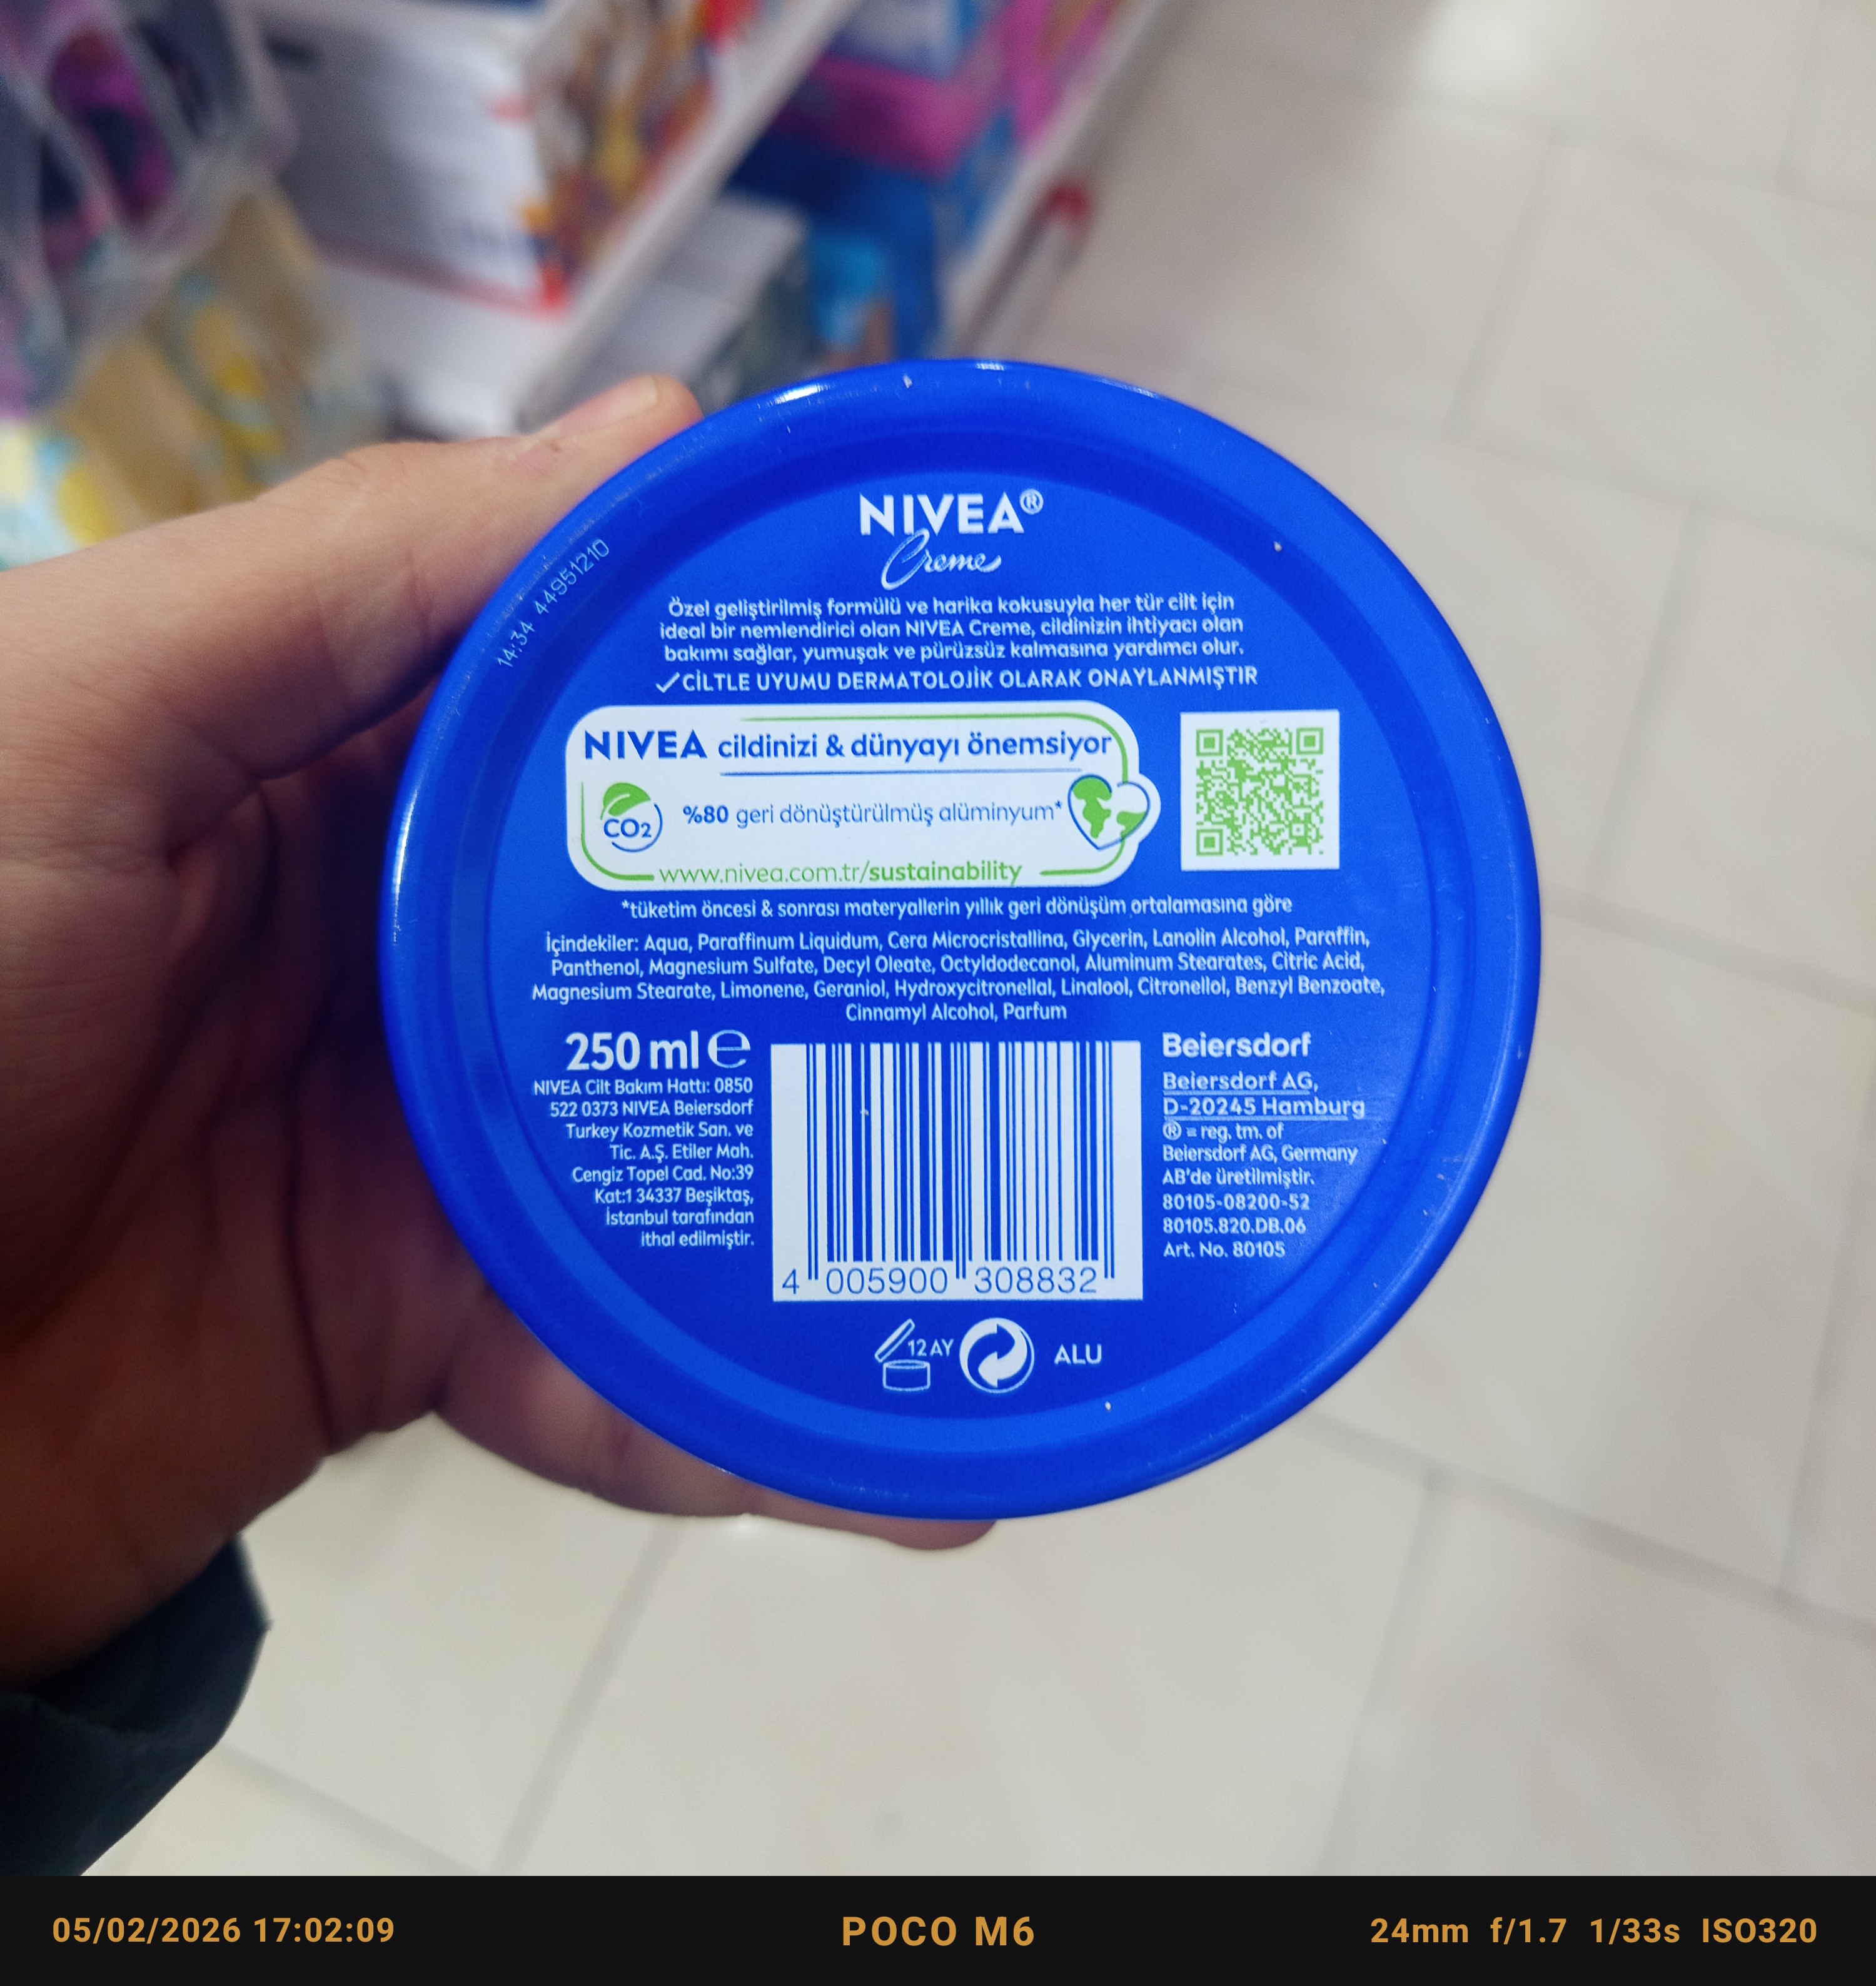 14:34 44951210
NIVEA®
Creme
Özel geliştirilmiş formülü ve harika kokusuyla her tür cilt için
ideal bir nemlendirici olan NIVEA Creme, cildinizin ihtiyacı olan
bakımı sağlar, yumuşak ve pürüzsüz kalmasına yardımcı olur.
✓CİLTLE UYUMU DERMATOLOJİK OLARAK ONAYLANMIŞTIR
NIVEA cildinizi & dünyayı önemsiyor
CO2
%80 geri dönüştürülmüş alüminyum*
www.nivea.com.tr/sustainability
*tüketim öncesi & sonrası materyallerin yıllık geri dönüşüm ortalamasına göre
İçindekiler: Aqua, Paraffinum Liquidum, Cera Microcristallina, Glycerin, Lanolin Alcohol, Paraffin,
Panthenol, Magnesium Sulfate, Decyl Oleate, Octyldodecanol, Aluminum Stearates, Citric Acid,
Magnesium Stearate, Limonene, Geraniol, Hydroxycitronellal, Linalool, Citronellol, Benzyl Benzoate,
Cinnamyl Alcohol, Parfum
250 ml ℮
NIVEA Cilt Bakım Hattı: 0850
522 0373 NIVEA Beiersdorf
Turkey Kozmetik San. ve
Tic. A.Ş. Etiler Mah.
Cengiz Topel Cad. No:39
Kat:1 34337 Beşiktaş,
İstanbul tarafından
ithal edilmiştir.
4 005900 308832
Beiersdorf
Beiersdorf AG,
D-20245 Hamburg
® = reg. tm. of
Beiersdorf AG, Germany
AB'de üretilmiştir.
80105-08200-52
80105.820.DB.06
Art. No. 80105
12 AY
ALU
05/02/2026 17:02:09
POCO M6
24mm f/1.7 1/33s ISO320